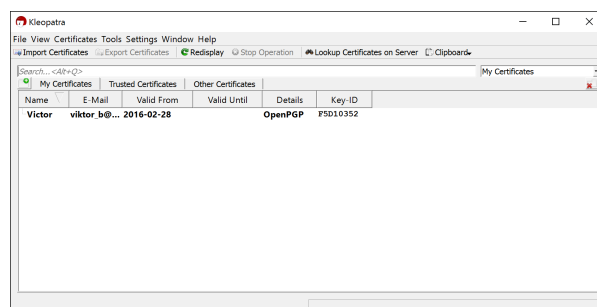 Kleopatra
File View Certificates Tools Settings Window Help
Import Certificates Export Certificates Redisplay Stop Operation Lookup Certificates on Server Clipboard
Search...<Alt+Q> My Certificates
My Certificates Trusted Certificates Other Certificates
Name E-Mail Valid From Valid Until Details Key-ID
Victor viktor_b@... 2016-02-28 OpenPGP F5D10352